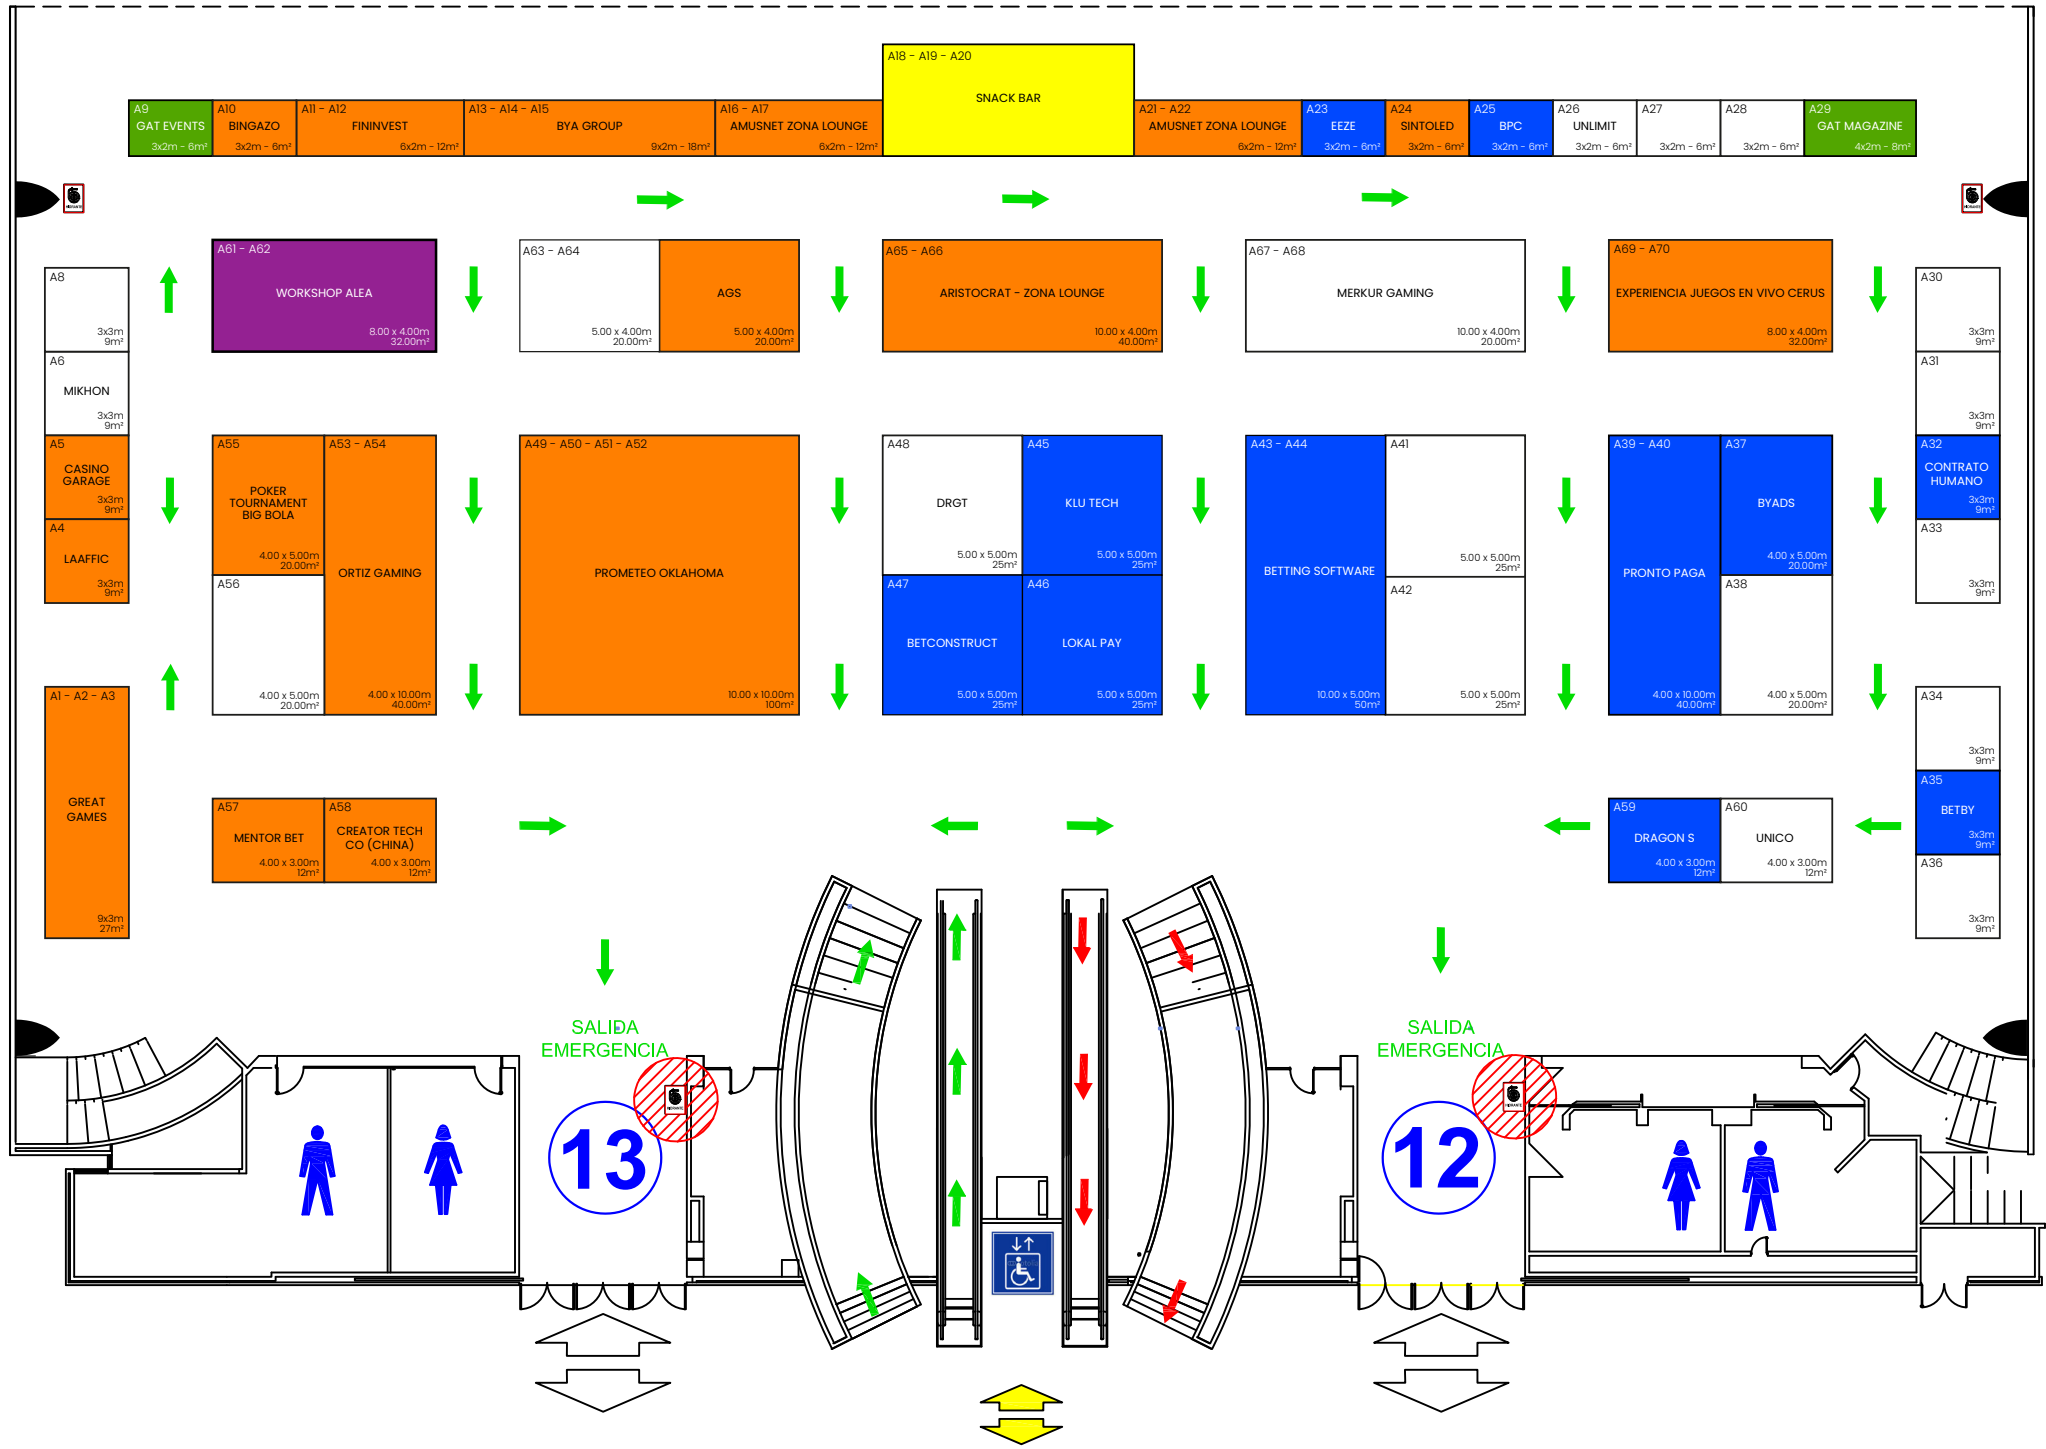 A18 - A19 - A20
SNACK BAR
A9
GAT EVENTS
3x2m - 6m²
A10
BINGAZO
3x2m - 6m²
A11 - A12
FININVEST
6x2m - 12m²
A13 - A14 - A15
BYA GROUP
9x2m - 18m²
A16 - A17
AMUSNET ZONA LOUNGE
6x2m - 12m²
A21 - A22
AMUSNET ZONA LOUNGE
6x2m - 12m²
A23
EEZE
3x2m - 6m²
A24
SINTOLED
3x2m - 6m²
A25
BPC
3x2m - 6m²
A26
UNLIMIT
3x2m - 6m²
A27
3x2m - 6m²
A28
3x2m - 6m²
A29
GAT MAGAZINE
4x2m - 8m²
HIDRANTE
HIDRANTE
A8
3x3m
9m²
A61 - A62
WORKSHOP ALEA
8.00 x 4.00m
32.00m²
A63 - A64
5.00 x 4.00m
20.00m²
AGS
5.00 x 4.00m
20.00m²
A65 - A66
ARISTOCRAT - ZONA LOUNGE
10.00 x 4.00m
40.00m²
A67 - A68
MERKUR GAMING
10.00 x 4.00m
20.00m²
A69 - A70
EXPERIENCIA JUEGOS EN VIVO CERUS
8.00 x 4.00m
32.00m²
A30
3x3m
9m²
A6
MIKHON
3x3m
9m²
A31
3x3m
9m²
A5
CASINO
GARAGE
3x3m
9m²
A4
LAAFFIC
3x3m
9m²
A55
POKER
TOURNAMENT
BIG BOLA
4.00 x 5.00m
20.00m²
A53 - A54
ORTIZ GAMING
4.00 x 10.00m
40.00m²
A56
4.00 x 5.00m
20.00m²
A49 - A50 - A51 - A52
PROMETEO OKLAHOMA
10.00 x 10.00m
100m²
A48
DRGT
5.00 x 5.00m
25m²
A45
KLU TECH
5.00 x 5.00m
25m²
A47
BETCONSTRUCT
5.00 x 5.00m
25m²
A46
LOKAL PAY
5.00 x 5.00m
25m²
A43 - A44
BETTING SOFTWARE
10.00 x 5.00m
50m²
A41
5.00 x 5.00m
25m²
A42
5.00 x 5.00m
25m²
A39 - A40
PRONTO PAGA
4.00 x 10.00m
40.00m²
A37
BYADS
4.00 x 5.00m
20.00m²
A38
4.00 x 5.00m
20.00m²
A32
CONTRATO
HUMANO
3x3m
9m²
A33
3x3m
9m²
A1 - A2 - A3
GREAT
GAMES
9x3m
27m²
A57
MENTOR BET
4.00 x 3.00m
12m²
A58
CREATOR TECH
CO (CHINA)
4.00 x 3.00m
12m²
A59
DRAGON S
4.00 x 3.00m
12m²
A60
UNICO
4.00 x 3.00m
12m²
A34
3x3m
9m²
A35
BETBY
3x3m
9m²
A36
3x3m
9m²
SALIDA
EMERGENCIA
SALIDA
EMERGENCIA
HIDRANTE
HIDRANTE
13
12